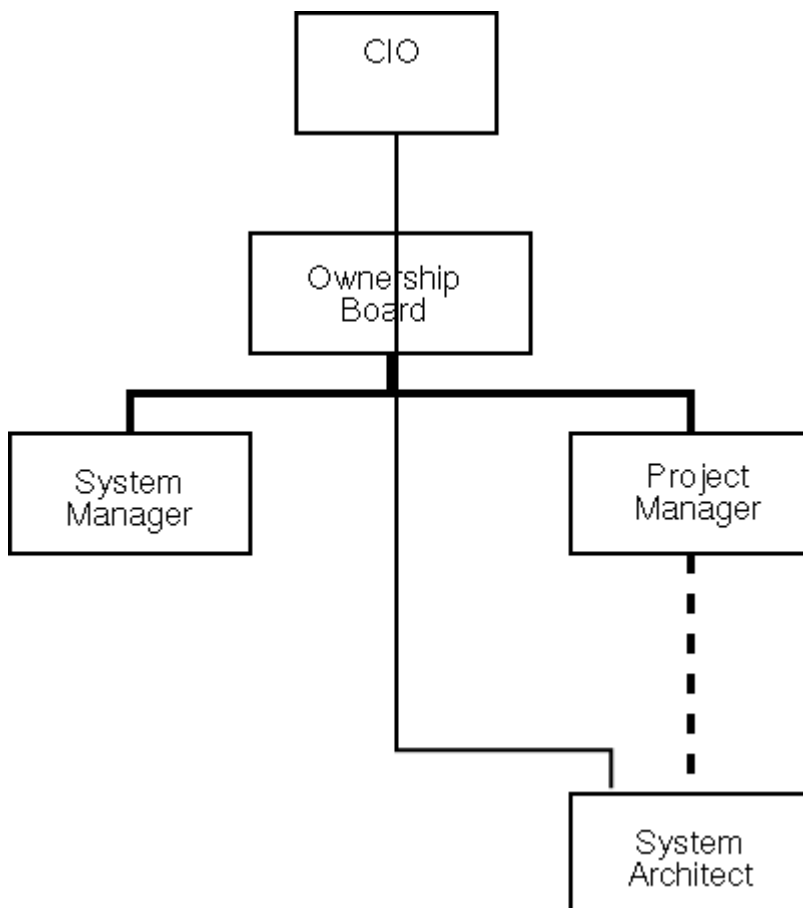 CIO
Ownership
Board
System
Manager
Project
Manager
System
Architect